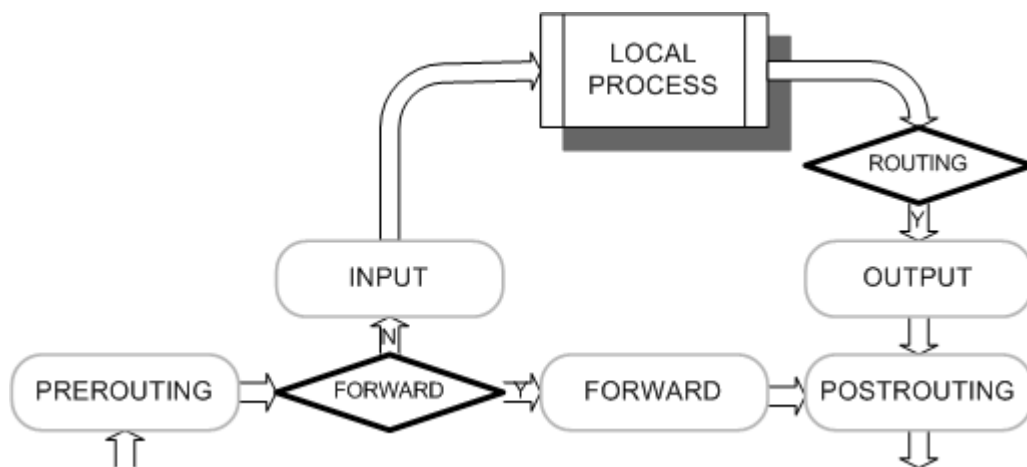 LOCAL
PROCESS
ROUTING
Y
INPUT
OUTPUT
N
PREROUTING
FORWARD
Y
FORWARD
POSTROUTING